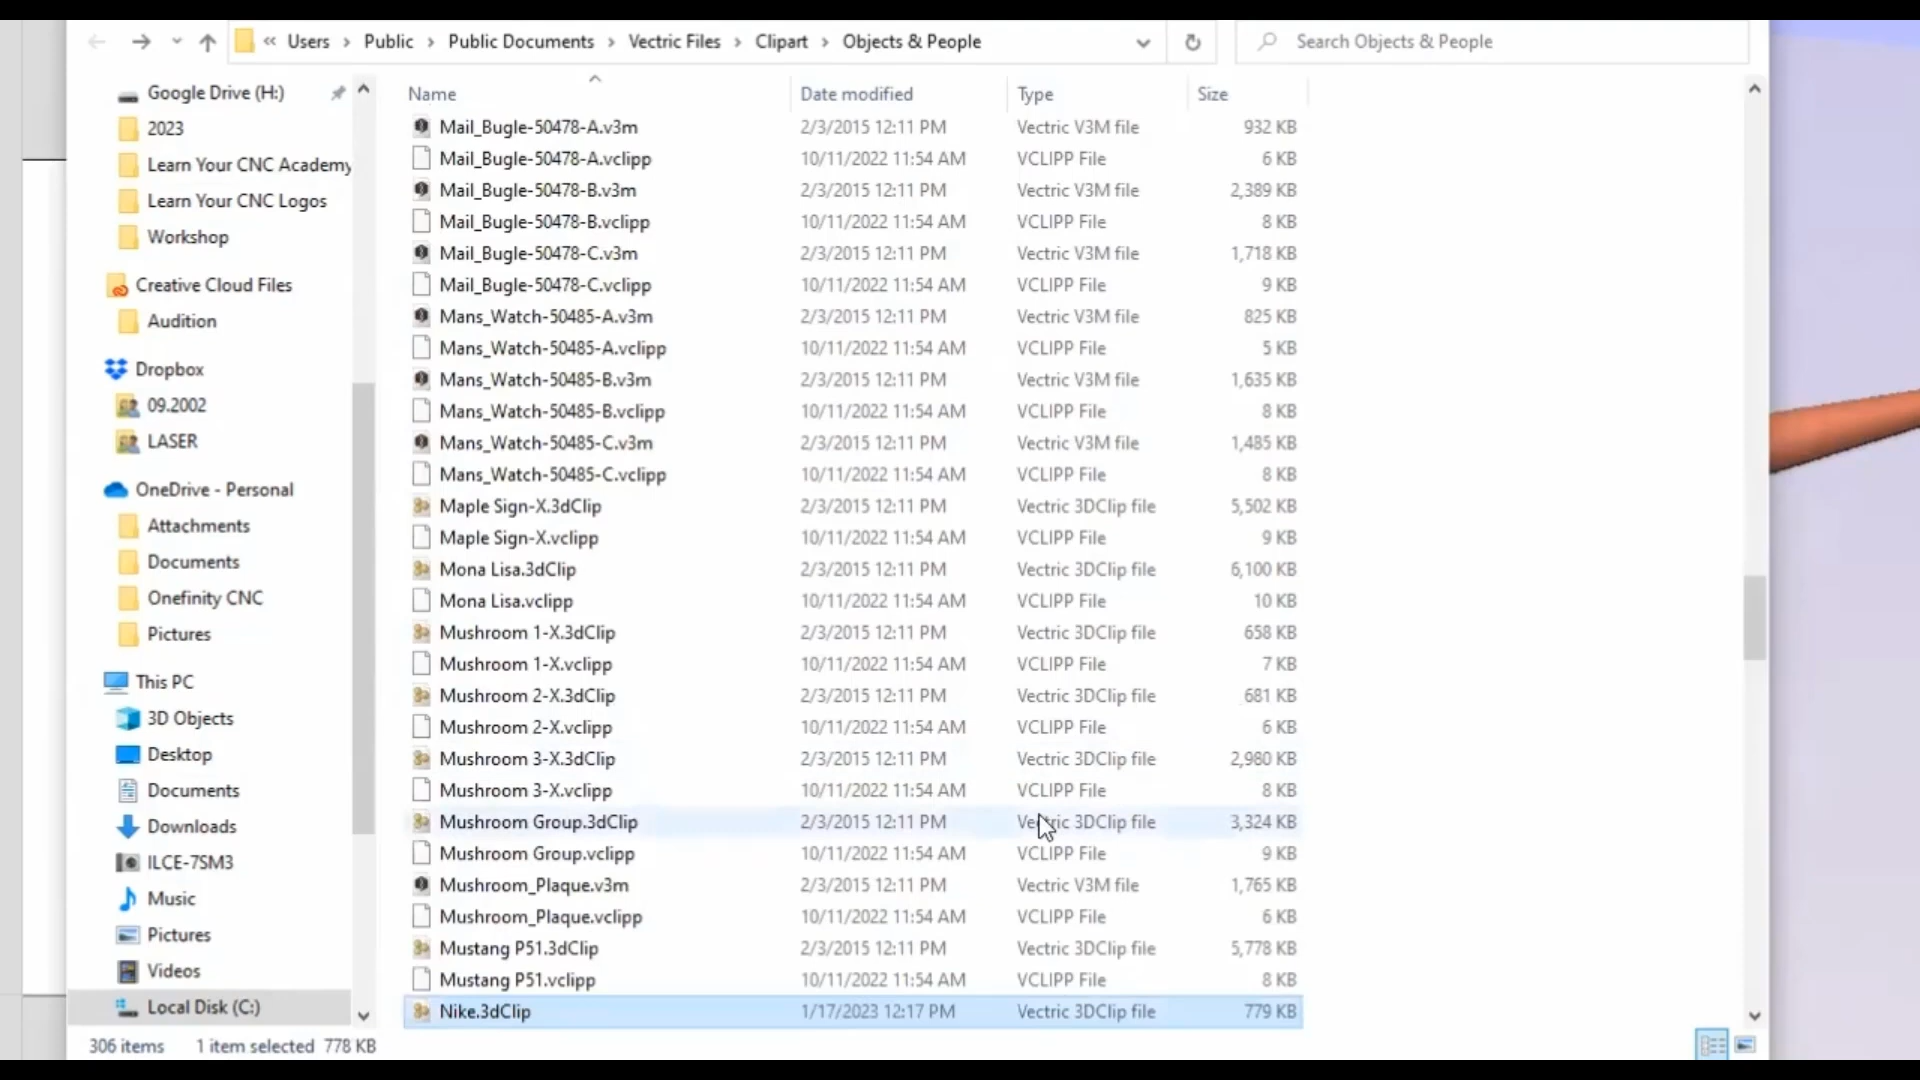 « Users › Public › Public Documents › Vectric Files › Clipart › Objects & People
Search Objects & People
Google Drive (H:)
2023
Learn Your CNC Academy
Learn Your CNC Logos
Workshop
Creative Cloud Files
Audition
Dropbox
09.2002
LASER
OneDrive - Personal
Attachments
Documents
Onefinity CNC
Pictures
This PC
3D Objects
Desktop
Documents
Downloads
ILCE-7SM3
Music
Pictures
Videos
Local Disk (C:)
Name Date modified Type Size
Mail_Bugle-50478-A.v3m 2/3/2015 12:11 PM Vectric V3M file 932 KB
Mail_Bugle-50478-A.vclipp 10/11/2022 11:54 AM VCLIPP File 6 KB
Mail_Bugle-50478-B.v3m 2/3/2015 12:11 PM Vectric V3M file 2,389 KB
Mail_Bugle-50478-B.vclipp 10/11/2022 11:54 AM VCLIPP File 8 KB
Mail_Bugle-50478-C.v3m 2/3/2015 12:11 PM Vectric V3M file 1,718 KB
Mail_Bugle-50478-C.vclipp 10/11/2022 11:54 AM VCLIPP File 9 KB
Mans_Watch-50485-A.v3m 2/3/2015 12:11 PM Vectric V3M file 825 KB
Mans_Watch-50485-A.vclipp 10/11/2022 11:54 AM VCLIPP File 5 KB
Mans_Watch-50485-B.v3m 2/3/2015 12:11 PM Vectric V3M file 1,635 KB
Mans_Watch-50485-B.vclipp 10/11/2022 11:54 AM VCLIPP File 8 KB
Mans_Watch-50485-C.v3m 2/3/2015 12:11 PM Vectric V3M file 1,485 KB
Mans_Watch-50485-C.vclipp 10/11/2022 11:54 AM VCLIPP File 8 KB
Maple Sign-X.3dClip 2/3/2015 12:11 PM Vectric 3DClip file 5,502 KB
Maple Sign-X.vclipp 10/11/2022 11:54 AM VCLIPP File 9 KB
Mona Lisa.3dClip 2/3/2015 12:11 PM Vectric 3DClip file 6,100 KB
Mona Lisa.vclipp 10/11/2022 11:54 AM VCLIPP File 10 KB
Mushroom 1-X.3dClip 2/3/2015 12:11 PM Vectric 3DClip file 658 KB
Mushroom 1-X.vclipp 10/11/2022 11:54 AM VCLIPP File 7 KB
Mushroom 2-X.3dClip 2/3/2015 12:11 PM Vectric 3DClip file 681 KB
Mushroom 2-X.vclipp 10/11/2022 11:54 AM VCLIPP File 6 KB
Mushroom 3-X.3dClip 2/3/2015 12:11 PM Vectric 3DClip file 2,980 KB
Mushroom 3-X.vclipp 10/11/2022 11:54 AM VCLIPP File 8 KB
Mushroom Group.3dClip 2/3/2015 12:11 PM Vectric 3DClip file 3,324 KB
Mushroom Group.vclipp 10/11/2022 11:54 AM VCLIPP File 9 KB
Mushroom_Plaque.v3m 2/3/2015 12:11 PM Vectric V3M file 1,765 KB
Mushroom_Plaque.vclipp 10/11/2022 11:54 AM VCLIPP File 6 KB
Mustang P51.3dClip 2/3/2015 12:11 PM Vectric 3DClip file 5,778 KB
Mustang P51.vclipp 10/11/2022 11:54 AM VCLIPP File 8 KB
Nike.3dClip 1/17/2023 12:17 PM Vectric 3DClip file 779 KB
306 items 1 item selected 778 KB